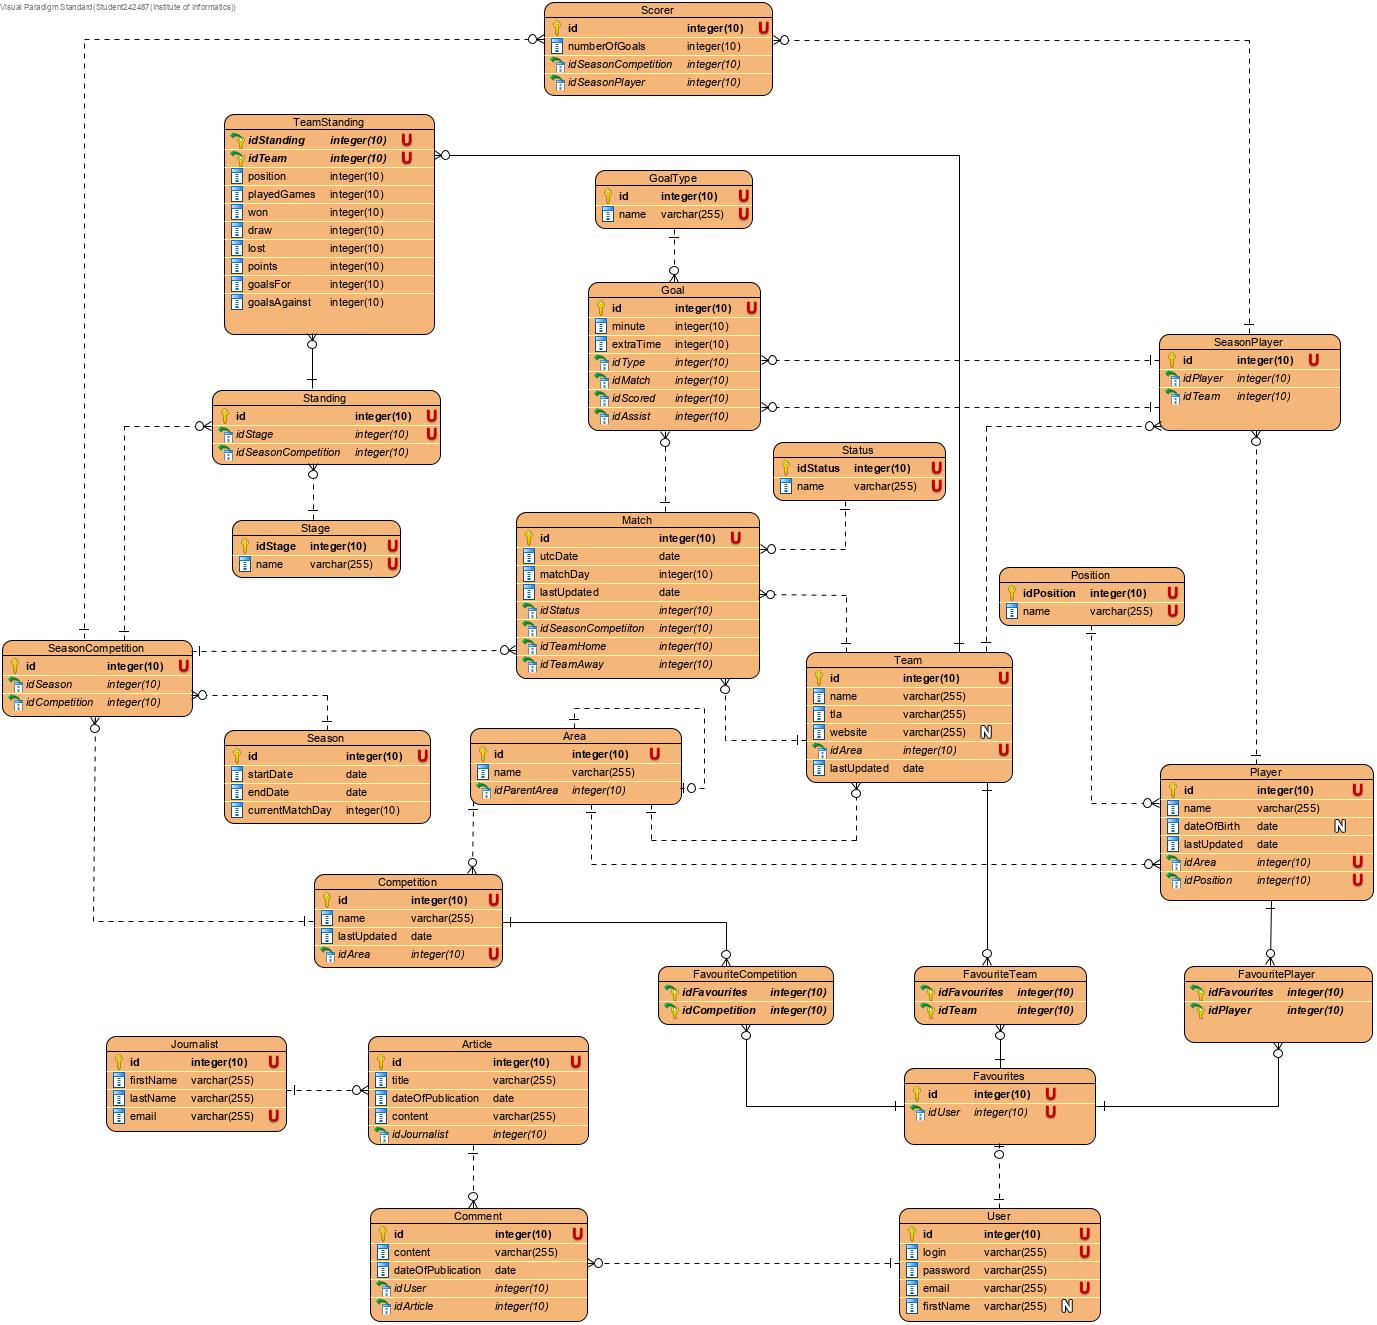 Visual Paradigm Standard(Student242487(Institute of Informatics))
Scorer
id integer(10) U
numberOfGoals integer(10)
idSeasonCompetition integer(10)
idSeasonPlayer integer(10)
TeamStanding
idStanding integer(10) U
idTeam integer(10) U
position integer(10)
playedGames integer(10)
won integer(10)
draw integer(10)
lost integer(10)
points integer(10)
goalsFor integer(10)
goalsAgainst integer(10)
GoalType
id integer(10) U
name varchar(255) U
Goal
id integer(10) U
minute integer(10)
extraTime integer(10)
idType integer(10)
idMatch integer(10)
idScored integer(10)
idAssist integer(10)
SeasonPlayer
id integer(10) U
idPlayer integer(10)
idTeam integer(10)
Standing
id integer(10) U
idStage integer(10) U
idSeasonCompetition integer(10)
Status
idStatus integer(10) U
name varchar(255) U
Stage
idStage integer(10) U
name varchar(255) U
Match
id integer(10) U
utcDate date
matchDay integer(10)
lastUpdated date
idStatus integer(10)
idSeasonCompetiiton integer(10)
idTeamHome integer(10)
idTeamAway integer(10)
Position
idPosition integer(10) U
name varchar(255) U
SeasonCompetition
id integer(10) U
idSeason integer(10)
idCompetition integer(10)
Team
id integer(10) U
name varchar(255)
tla varchar(255)
website varchar(255) N
idArea integer(10) U
lastUpdated date
Season
id integer(10) U
startDate date
endDate date
currentMatchDay integer(10)
Area
id integer(10) U
name varchar(255)
idParentArea integer(10)
Player
id integer(10) U
name varchar(255)
dateOfBirth date N
lastUpdated date
idArea integer(10) U
idPosition integer(10) U
Competition
id integer(10) U
name varchar(255)
lastUpdated date
idArea integer(10) U
FavouriteCompetition
idFavourites integer(10)
idCompetition integer(10)
FavouriteTeam
idFavourites integer(10)
idTeam integer(10)
FavouritePlayer
idFavourites integer(10)
idPlayer integer(10)
Journalist
id integer(10) U
firstName varchar(255)
lastName varchar(255)
email varchar(255) U
Article
id integer(10) U
title varchar(255)
dateOfPublication date
content varchar(255)
idJournalist integer(10)
Favourites
id integer(10) U
idUser integer(10) U
Comment
id integer(10) U
content varchar(255)
dateOfPublication date
idUser integer(10)
idArticle integer(10)
User
id integer(10) U
login varchar(255) U
password varchar(255)
email varchar(255) U
firstName varchar(255) N